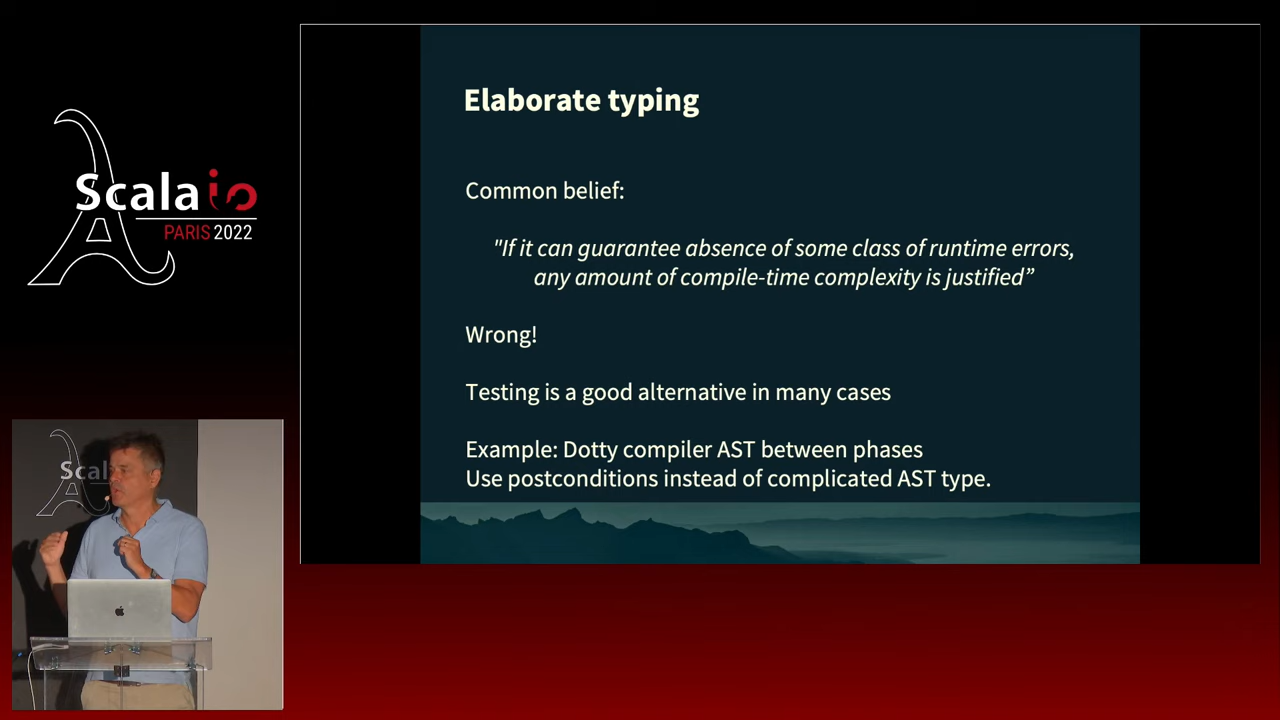 Scala io
PARIS 2022
Elaborate typing
Common belief:
"If it can guarantee absence of some class of runtime errors,
any amount of compile-time complexity is justified”
Wrong!
Testing is a good alternative in many cases
Example: Dotty compiler AST between phases
Use postconditions instead of complicated AST type.
Scal